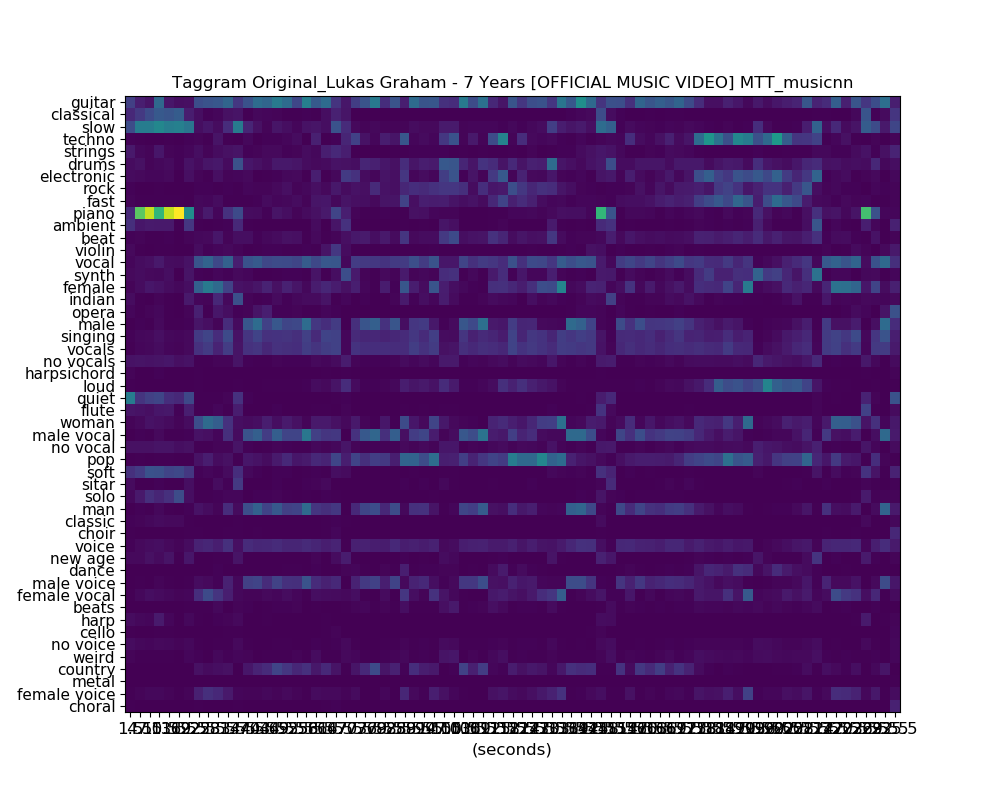 Taggram Original_Lukas Graham - 7 Years [OFFICIAL MUSIC VIDEO] MTT_musicnn
guitar
classical
slow
techno
strings
drums
electronic
rock
fast
piano
ambient
beat
violin
vocal
synth
female
indian
opera
male
singing
vocals
no vocals
harpsichord
loud
quiet
flute
woman
male vocal
no vocal
pop
soft
sitar
solo
man
classic
choir
voice
new age
dance
male voice
female vocal
beats
harp
cello
no voice
weird
country
metal
female voice
choral
(seconds)